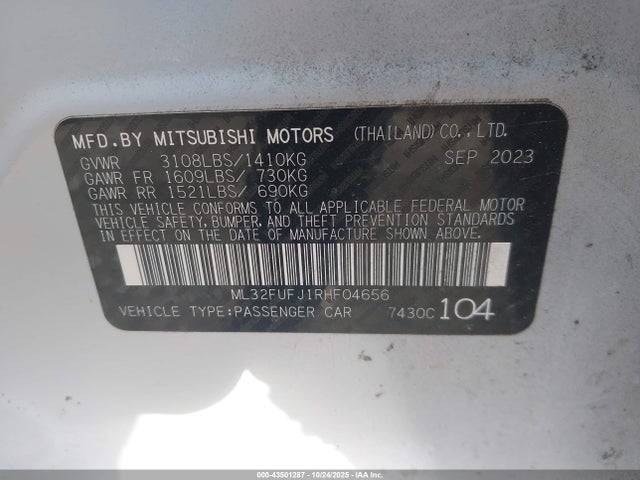 MFD.BY MITSUBISHI MOTORS (THAILAND)CO.,LTD.
GVWR 3108LBS/1410KG SEP 2023
GAWR FR 1609LBS/ 730KG
GAWR RR 1521LBS/ 690KG
THIS VEHICLE CONFORMS TO ALL APPLICABLE FEDERAL MOTOR
VEHICLE SAFETY,BUMPER,AND THEFT PREVENTION STANDARDS
IN EFFECT ON THE DATE OF MANUFACTURE SHOWN ABOVE.
ML32FUFJ1RHF04656
VEHICLE TYPE:PASSENGER CAR 7430C 104
000-43501287 - 10/24/2025 - IAAI